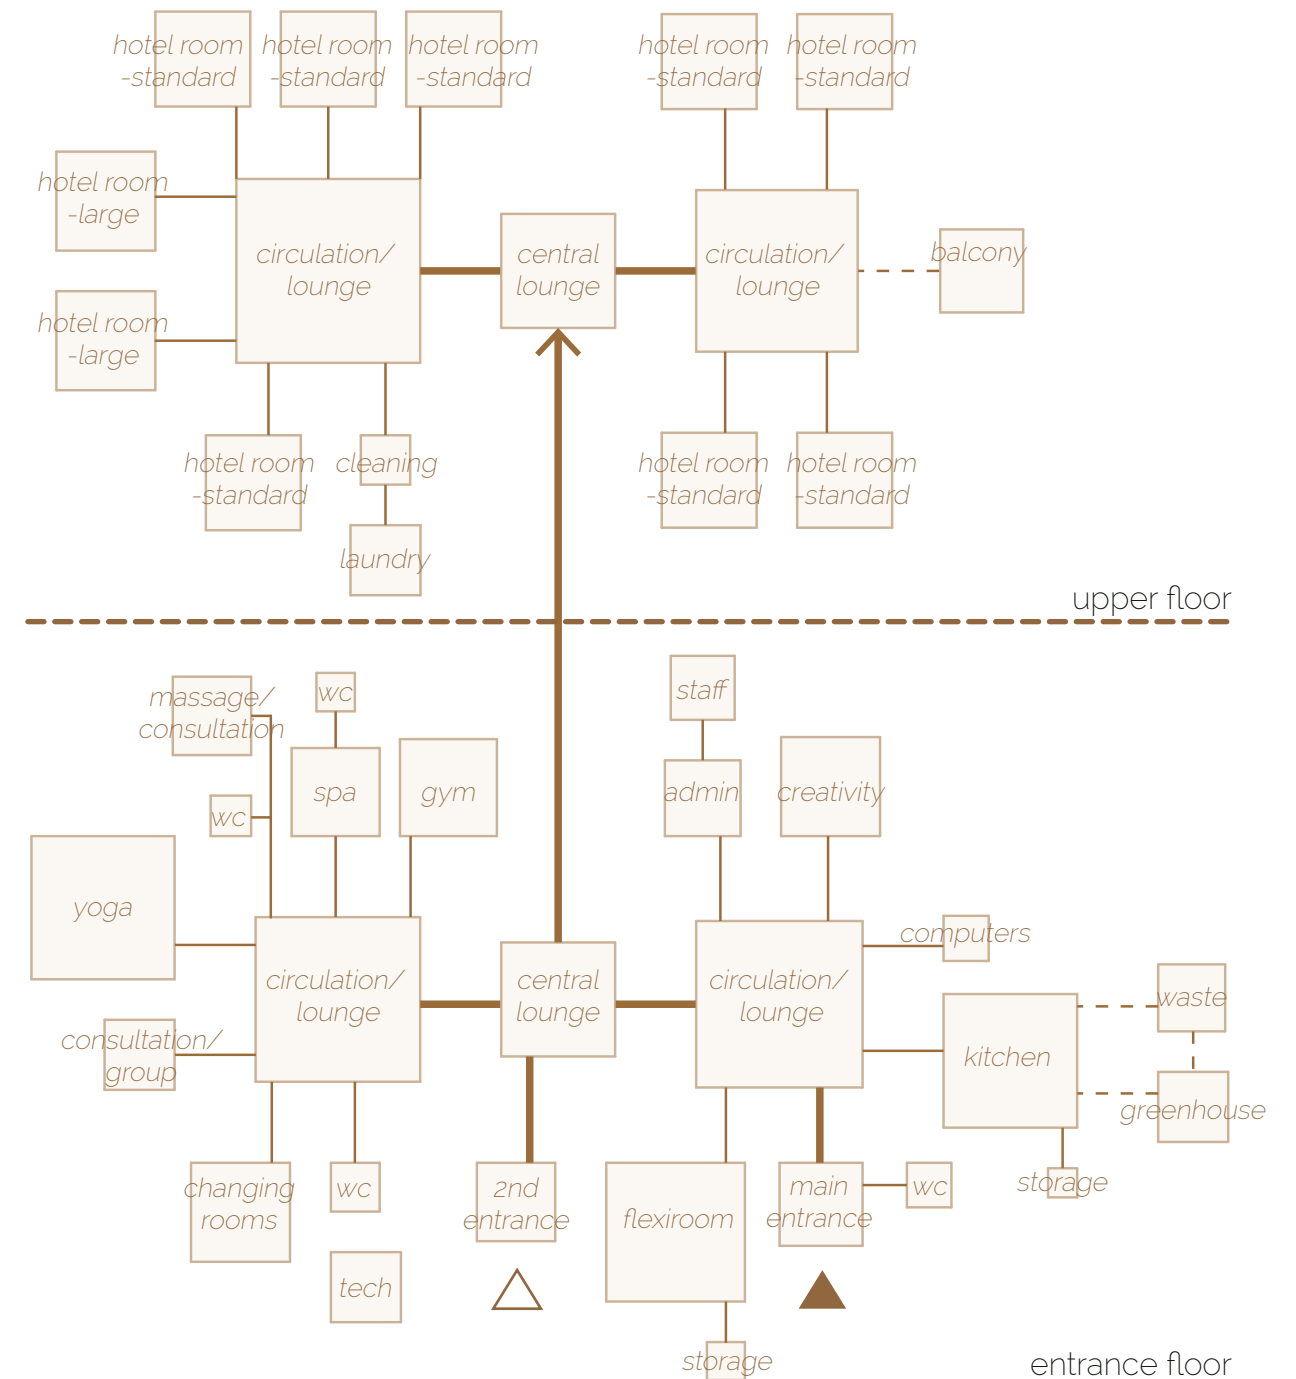 hotel room
-standard
hotel room
-standard
hotel room
-standard
hotel room
-standard
hotel room
-standard
hotel room
-large
circulation/
lounge
central
lounge
circulation/
lounge
balcony
hotel room
-large
hotel room
-standard
cleaning
hotel room
-standard
hotel room
-standard
laundry
upper floor
massage/
consultation
wc
staff
wc
spa
gym
admin
creativity
yoga
computers
circulation/
lounge
central
lounge
circulation/
lounge
kitchen
waste
consultation/
group
greenhouse
changing
rooms
wc
2nd
entrance
flexiroom
main
entrance
wc
storage
tech
storage
entrance floor